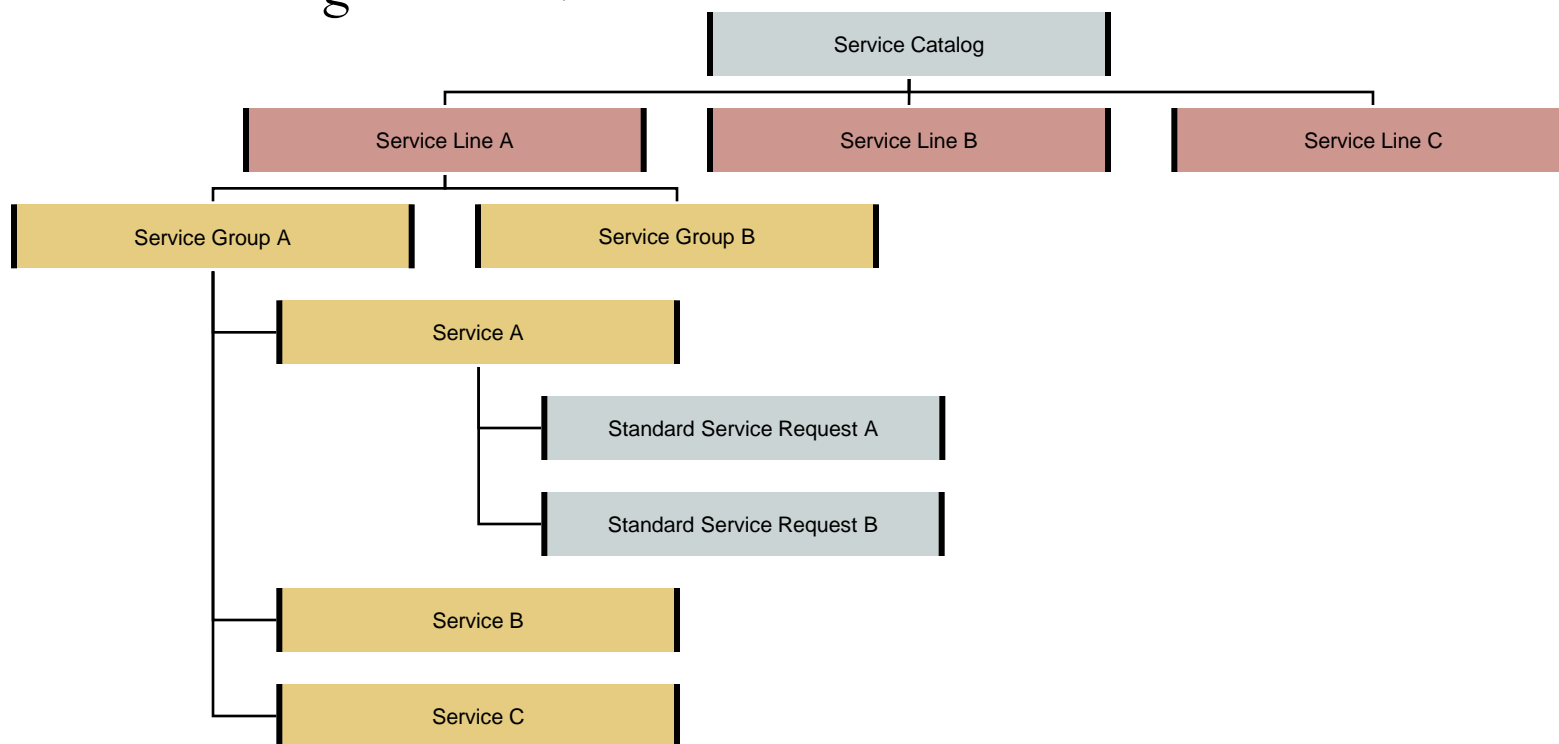 Service Catalog
Service Line A
Service Line B
Service Line C
Service Group A
Service Group B
Service A
Standard Service Request A
Standard Service Request B
Service B
Service C